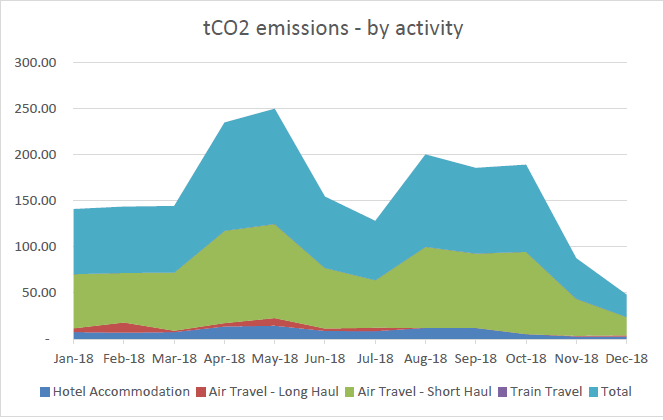 tCO2 emissions - by activity
300.00
250.00
200.00
150.00
100.00
50.00
-
Jan-18 Feb-18 Mar-18 Apr-18 May-18 Jun-18 Jul-18 Aug-18 Sep-18 Oct-18 Nov-18 Dec-18
Hotel Accommodation Air Travel - Long Haul Air Travel - Short Haul Train Travel Total